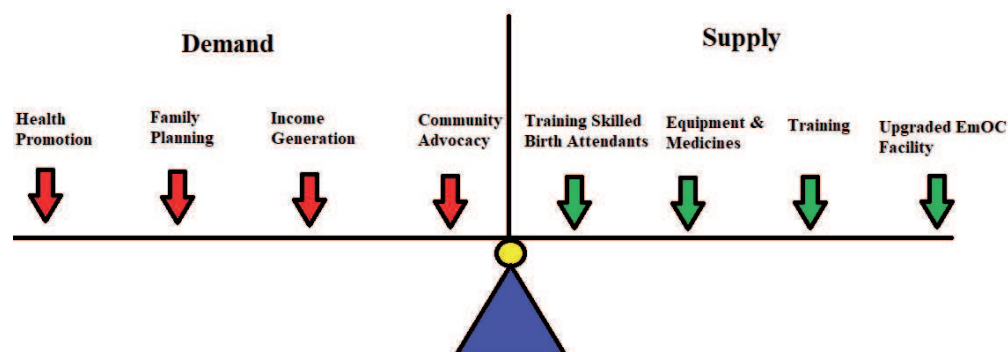 Demand
Supply
Health
Promotion
Family
Planning
Income
Generation
Community
Advocacy
Training Skilled
Birth Attendants
Equipment &
Medicines
Training
Upgraded EmOC
Facility